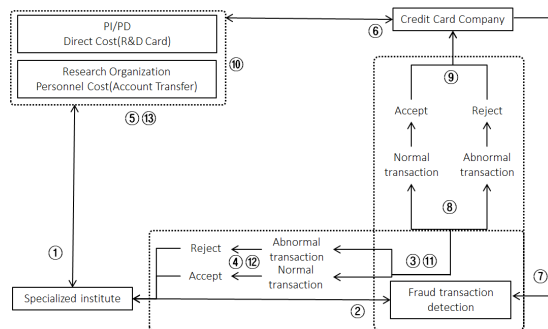 PI/PD
Direct Cost(R&D Card)
Research Organization
Personnel Cost(Account Transfer)
⑩
⑤ ⑬
⑥
Credit Card Company
⑨
Accept
Reject
Normal
transaction
Abnormal
transaction
⑧
①
Reject
Accept
④ ⑫
Abnormal
transaction
Normal
transaction
③ ⑪
⑦
Specialized institute
②
Fraud transaction
detection